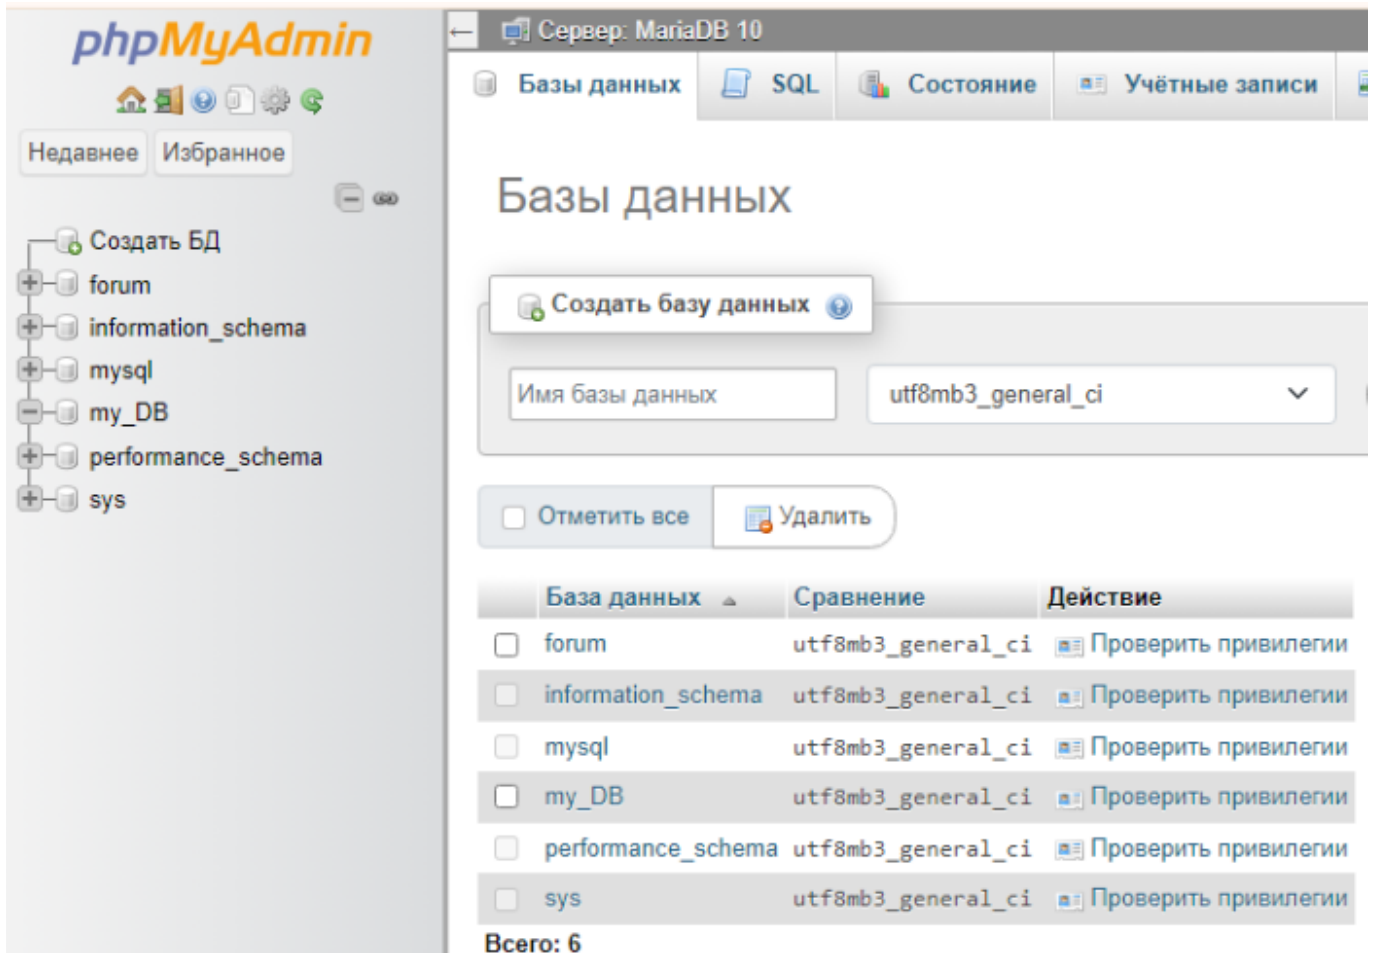 phpMyAdmin
Недавнее Избранное
Создать БД
forum
information_schema
mysql
my_DB
performance_schema
sys
← Сервер: MariaDB 10
Базы данных SQL Состояние Учётные записи
Базы данных
Создать базу данных
Имя базы данных utf8mb3_general_ci
Отметить все Удалить
База данных Сравнение Действие
forum utf8mb3_general_ci Проверить привилегии
information_schema utf8mb3_general_ci Проверить привилегии
mysql utf8mb3_general_ci Проверить привилегии
my_DB utf8mb3_general_ci Проверить привилегии
performance_schema utf8mb3_general_ci Проверить привилегии
sys utf8mb3_general_ci Проверить привилегии
Всего: 6